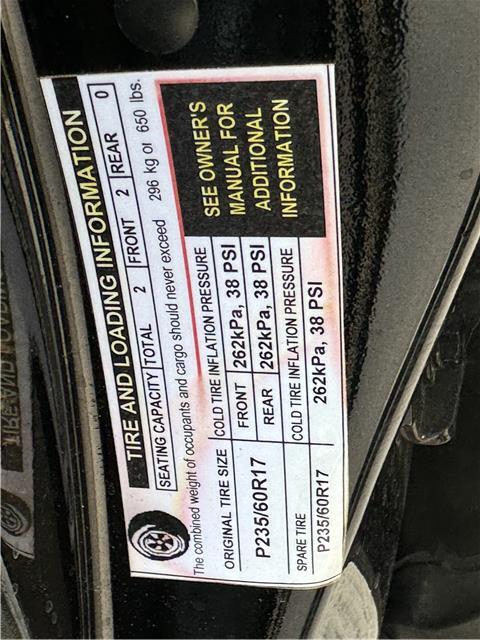 TIRE AND LOADING INFORMATION
SEATING CAPACITY TOTAL 2 FRONT 2 REAR 0
The combined weight of occupants and cargo should never exceed 296 kg or 650 lbs.
ORIGINAL TIRE SIZE COLD TIRE INFLATION PRESSURE
P235/60R17
FRONT 262kPa, 38 PSI
REAR 262kPa, 38 PSI
SPARE TIRE COLD TIRE INFLATION PRESSURE
P235/60R17 262kPa, 38 PSI
SEE OWNER'S
MANUAL FOR
ADDITIONAL
INFORMATION